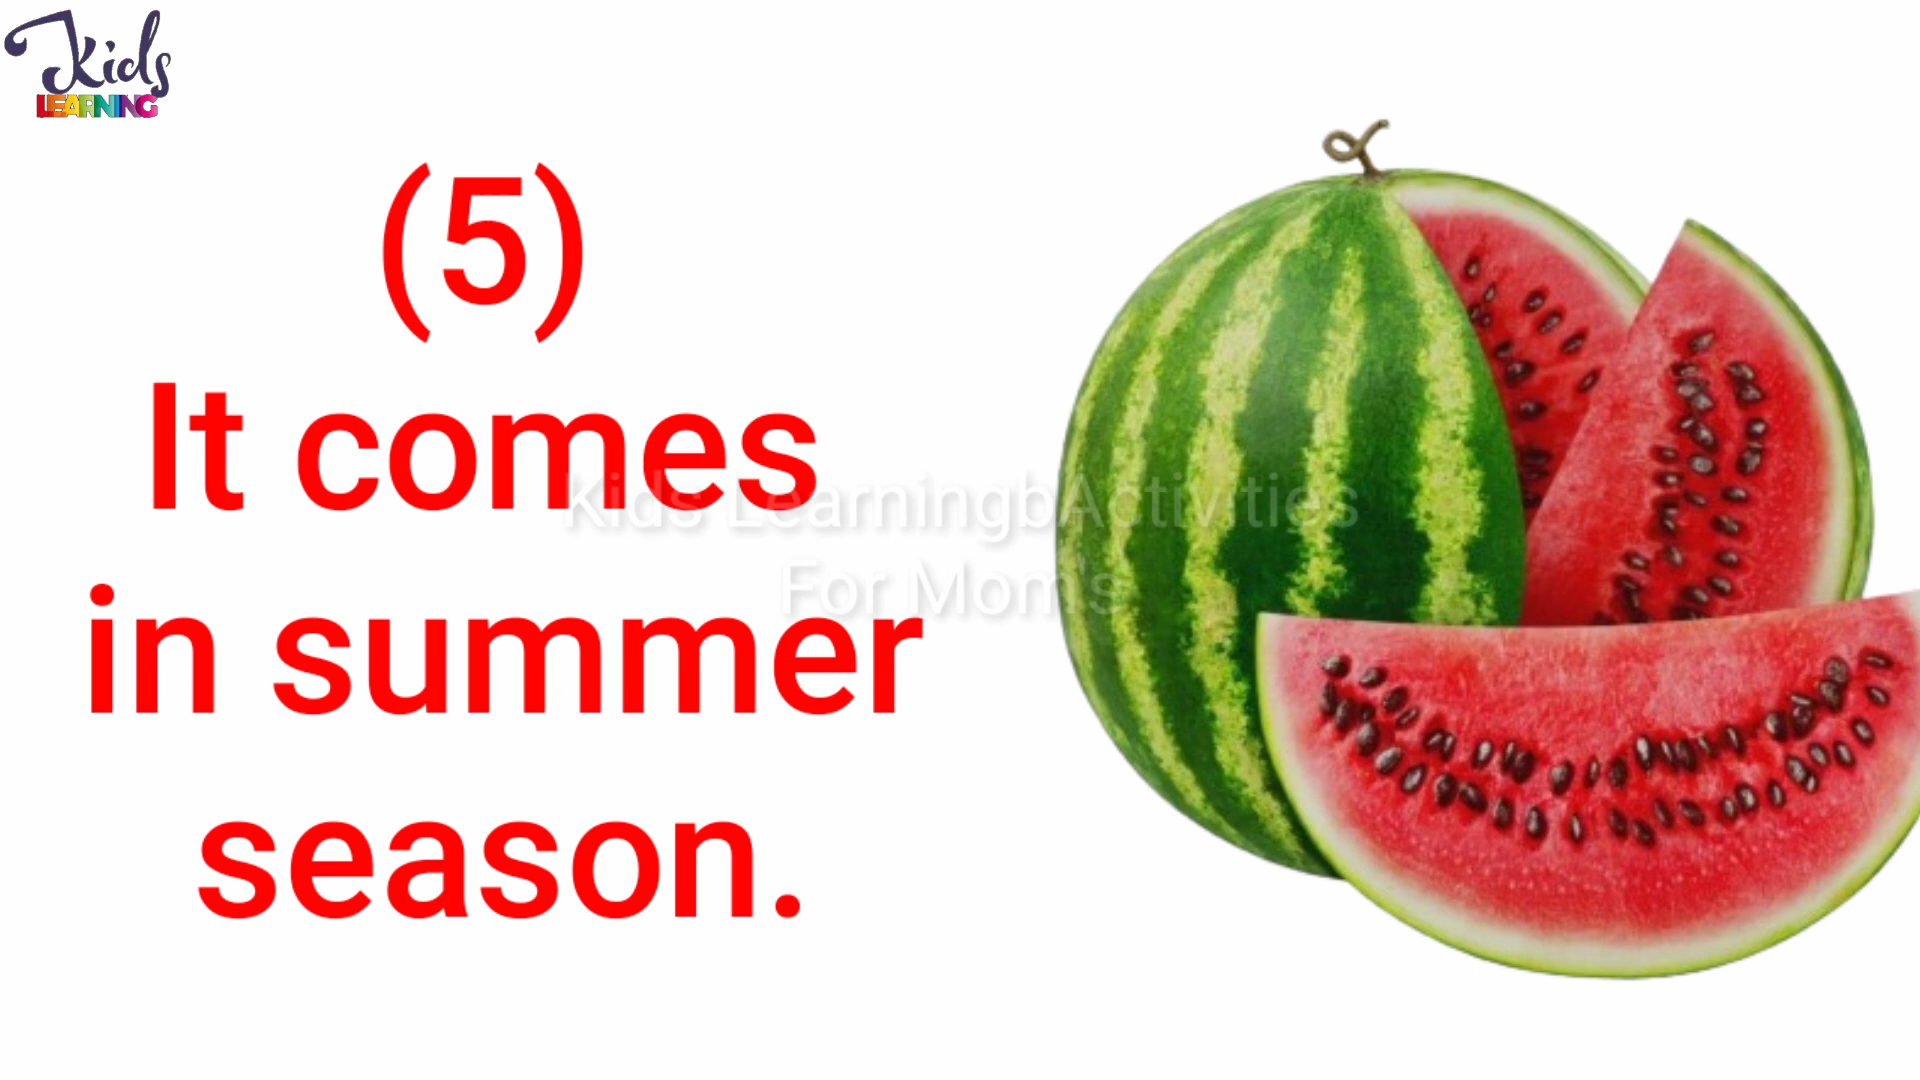 Kids
LEARNING
(5)
It comes
in summer
season.
Kids LearningbActivities
For Mom's